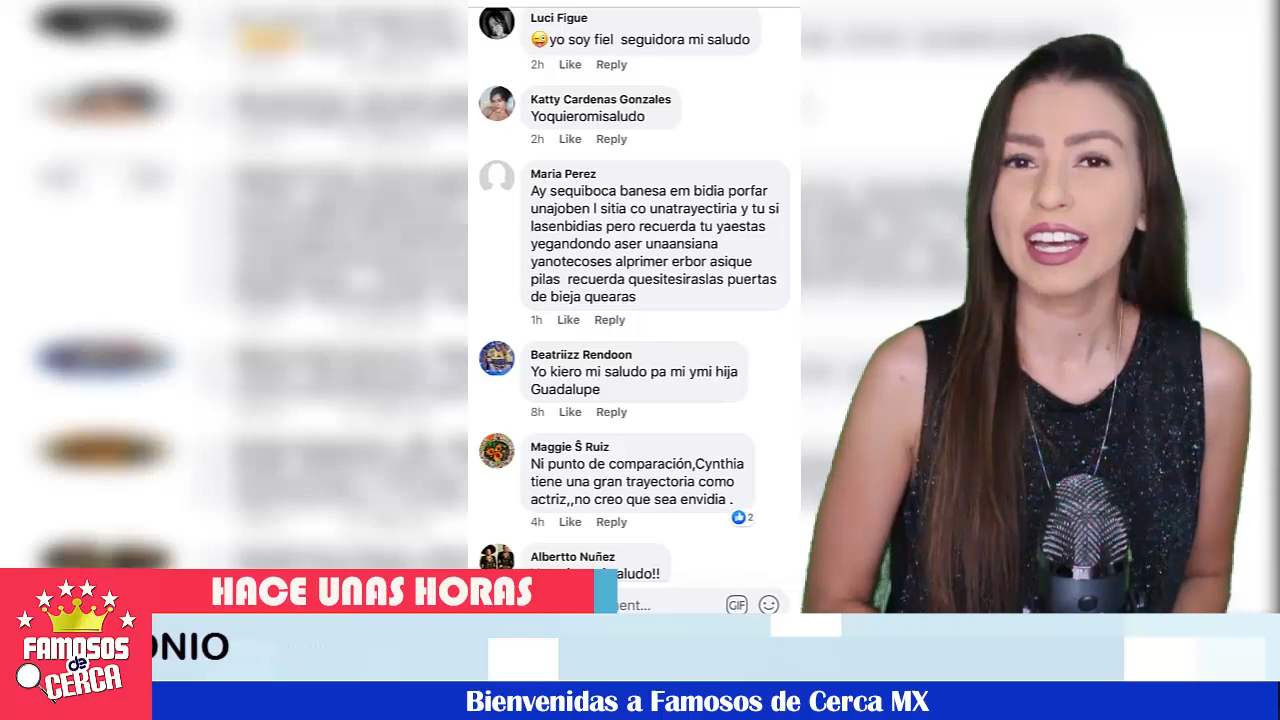 Luci Figue
😜yo soy fiel seguidora mi saludo
2h Like Reply
Katty Cardenas Gonzales
Yoquieromisaludo
2h Like Reply
Maria Perez
Ay sequiboca banesa em bidia porfar
unajoben l sitia co unatrayectiria y tu si
lasenbidias pero recuerda tu yaestas
yegandondo aser unaansiana
yanotecoses alprimer erbor asique
pilas recuerda quesitesiraslas puertas
de bieja quearas
1h Like Reply
Beatriizz Rendoon
Yo kiero mi saludo pa mi ymi hija
Guadalupe
8h Like Reply
Maggie Ŝ Ruiz
Ni punto de comparación,Cynthia
tiene una gran trayectoria como
actriz,,no creo que sea envidia .
2
4h Like Reply
Albertto Nuñez
aludo!!
ent...
GIF
HACE UNAS HORAS
ONIO
FAMOSOS
de
CERCA
Bienvenidas a Famosos de Cerca MX